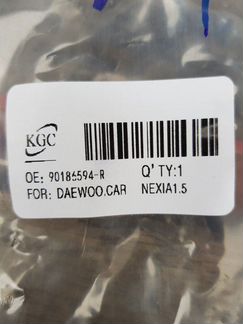 KGC
OE: 90186594-R Q'TY:1
FOR: DAEWOO.CAR NEXIA1.5